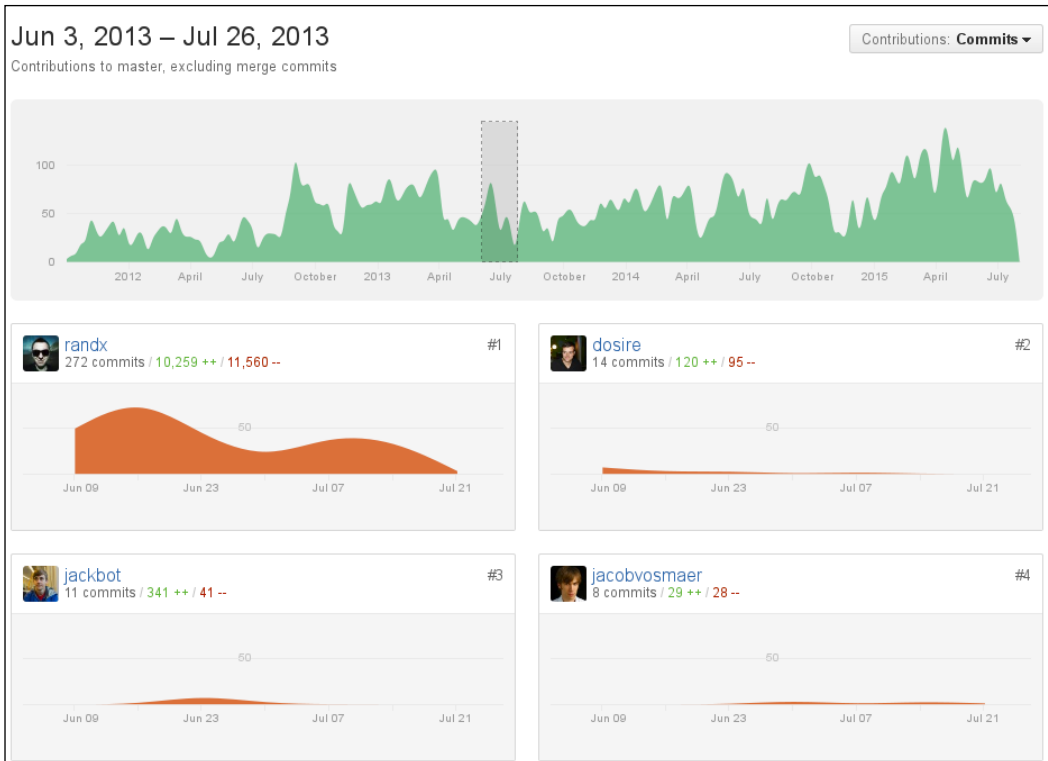 Jun 3, 2013 – Jul 26, 2013
Contributions: Commits
Contributions to master, excluding merge commits
100
50
0
2012 April July October 2013 April July October 2014 April July October 2015 April July
randx #1
272 commits / 10,259 ++ / 11,560 --
50
Jun 09 Jun 23 Jul 07 Jul 21
dosire #2
14 commits / 120 ++ / 95 --
50
Jun 09 Jun 23 Jul 07 Jul 21
jackbot #3
11 commits / 341 ++ / 41 --
50
Jun 09 Jun 23 Jul 07 Jul 21
jacobvosmaer #4
8 commits / 29 ++ / 28 --
50
Jun 09 Jun 23 Jul 07 Jul 21